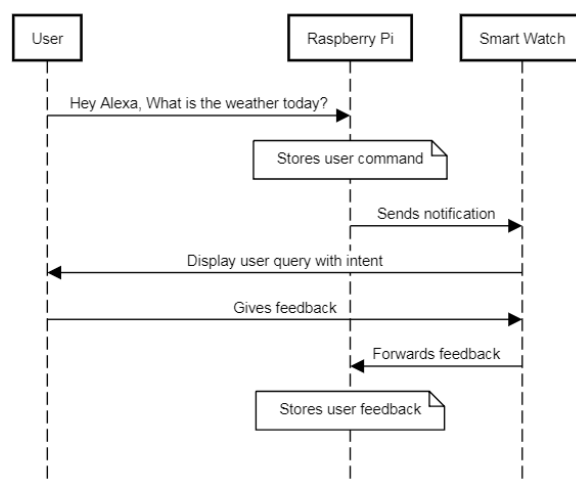 User
Raspberry Pi
Smart Watch
Hey Alexa, What is the weather today?
Stores user command
Sends notification
Display user query with intent
Gives feedback
Forwards feedback
Stores user feedback